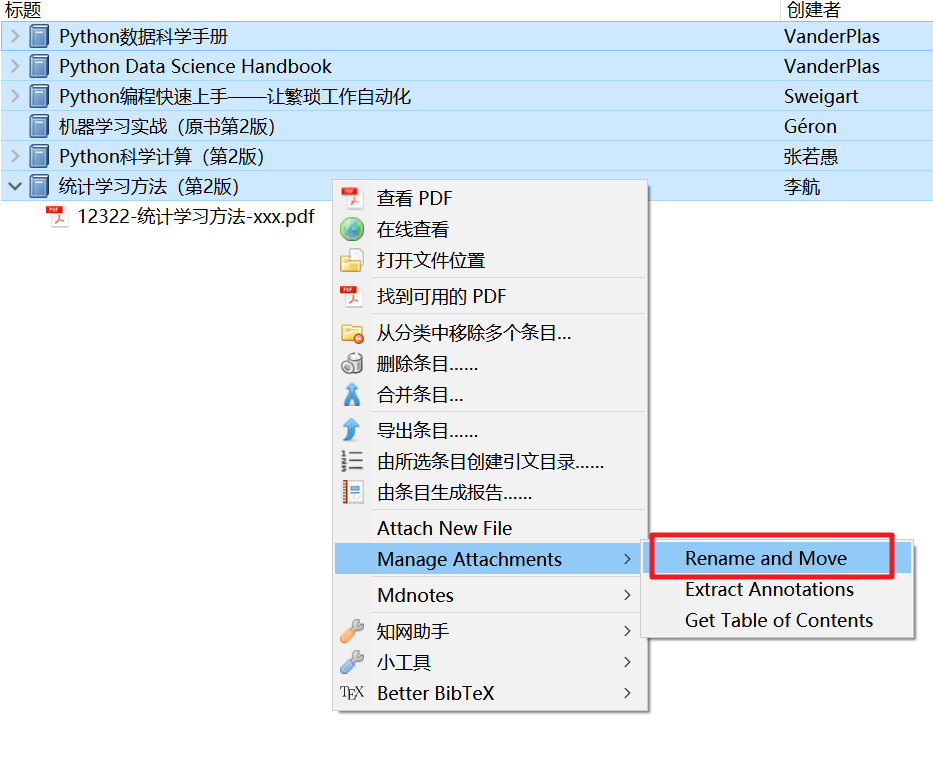 标题 创建者
Python数据科学手册 VanderPlas
Python Data Science Handbook VanderPlas
Python编程快速上手——让繁琐工作自动化 Sweigart
机器学习实战（原书第2版） Géron
Python科学计算（第2版） 张若愚
统计学习方法（第2版） 李航
12322-统计学习方法-xxx.pdf
查看 PDF
在线查看
打开文件位置
找到可用的 PDF
从分类中移除多个条目...
删除条目......
合并条目...
导出条目......
由所选条目创建引文目录......
由条目生成报告......
Attach New File
Manage Attachments
Rename and Move
Extract Annotations
Get Table of Contents
Mdnotes
知网助手
小工具
TEX Better BibTeX